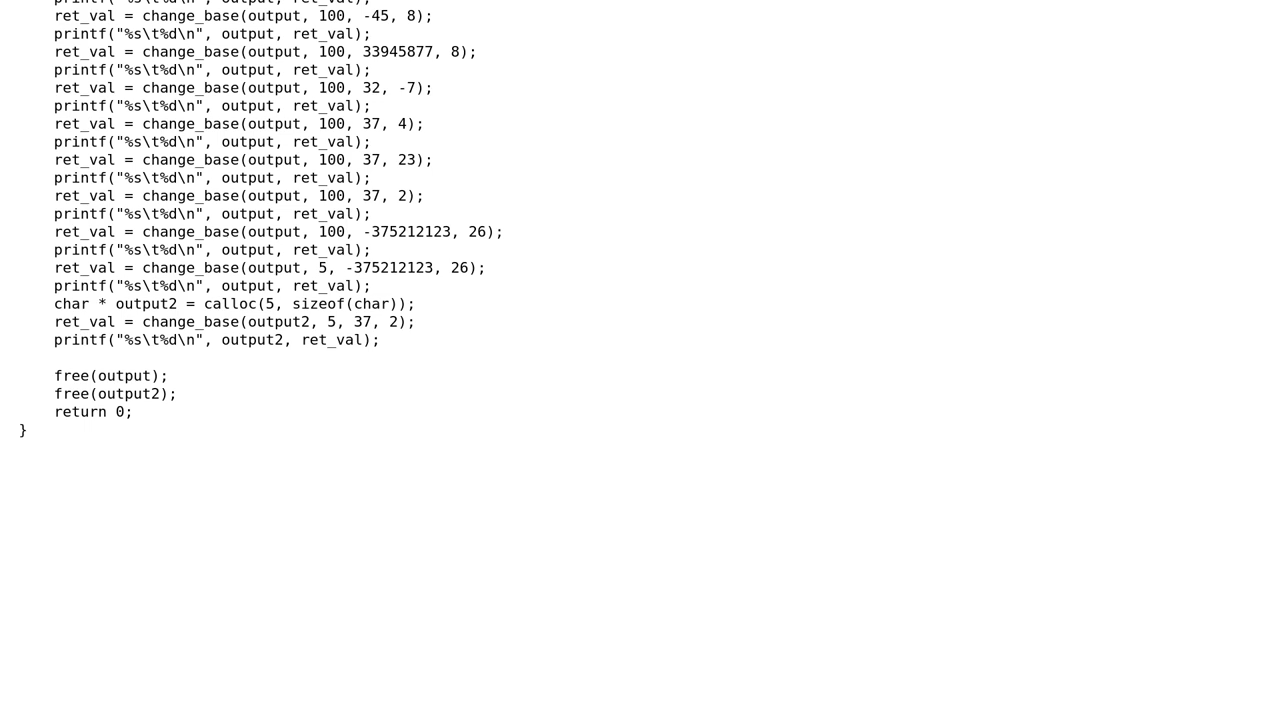 printf("%s\t%d\n", output, ret_val);
ret_val = change_base(output, 100, -45, 8);
printf("%s\t%d\n", output, ret_val);
ret_val = change_base(output, 100, 33945877, 8);
printf("%s\t%d\n", output, ret_val);
ret_val = change_base(output, 100, 32, -7);
printf("%s\t%d\n", output, ret_val);
ret_val = change_base(output, 100, 37, 4);
printf("%s\t%d\n", output, ret_val);
ret_val = change_base(output, 100, 37, 23);
printf("%s\t%d\n", output, ret_val);
ret_val = change_base(output, 100, 37, 2);
printf("%s\t%d\n", output, ret_val);
ret_val = change_base(output, 100, -375212123, 26);
printf("%s\t%d\n", output, ret_val);
ret_val = change_base(output, 5, -375212123, 26);
printf("%s\t%d\n", output, ret_val);
char * output2 = calloc(5, sizeof(char));
ret_val = change_base(output2, 5, 37, 2);
printf("%s\t%d\n", output2, ret_val);
free(output);
free(output2);
return 0;
}